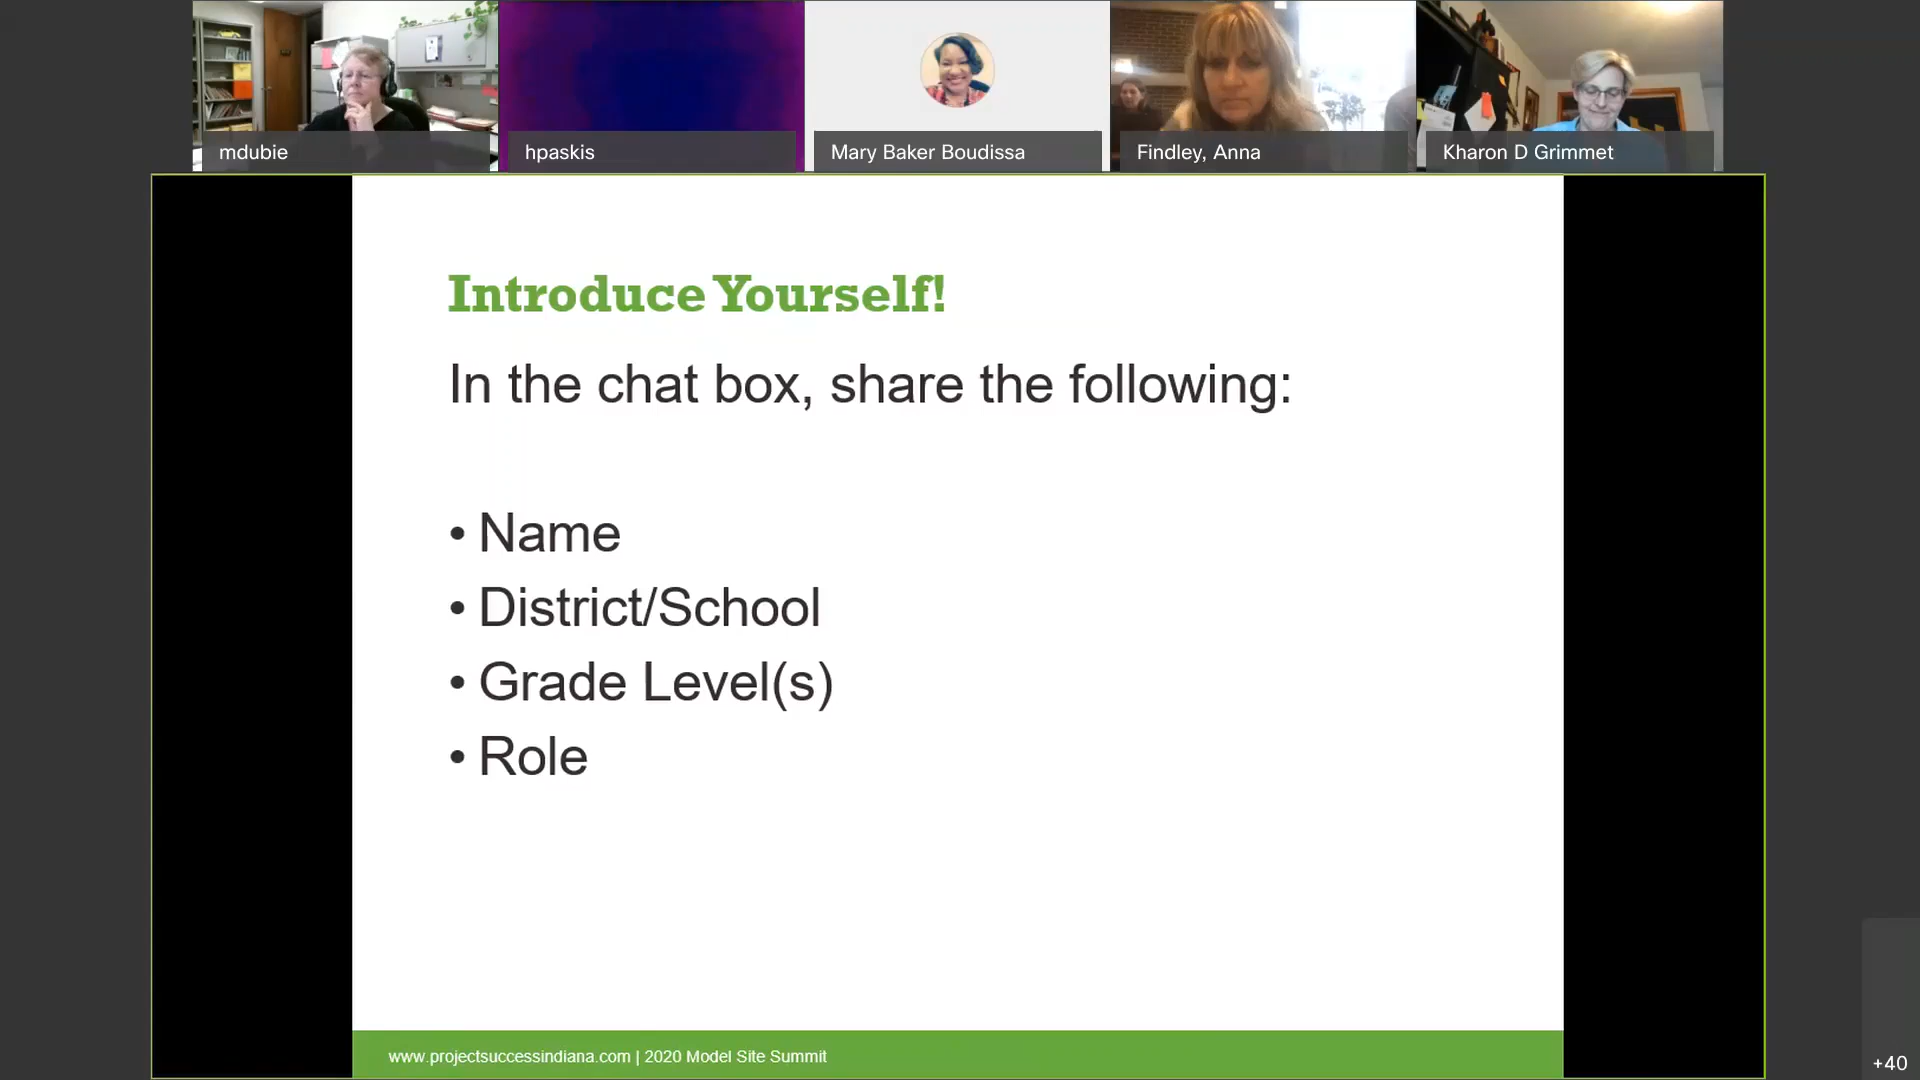 mdubie
hpaskis
Mary Baker Boudissa
Findley, Anna
Kharon D Grimmet
Introduce Yourself!
In the chat box, share the following:
• Name
• District/School
• Grade Level(s)
• Role
www.projectsuccessindiana.com | 2020 Model Site Summit
+40